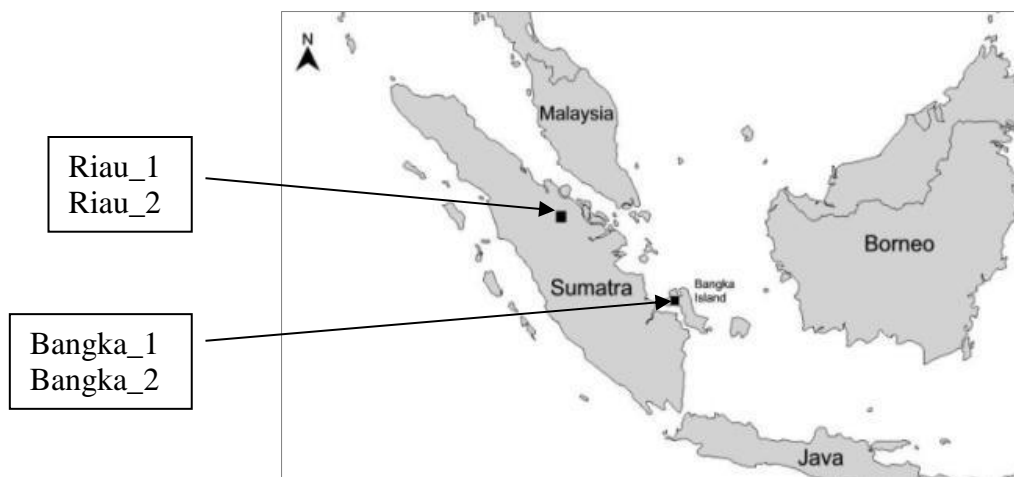 N
Malaysia
Riau_1
Riau_2
Borneo
Sumatra
Bangka
Island
Bangka_1
Bangka_2
Java